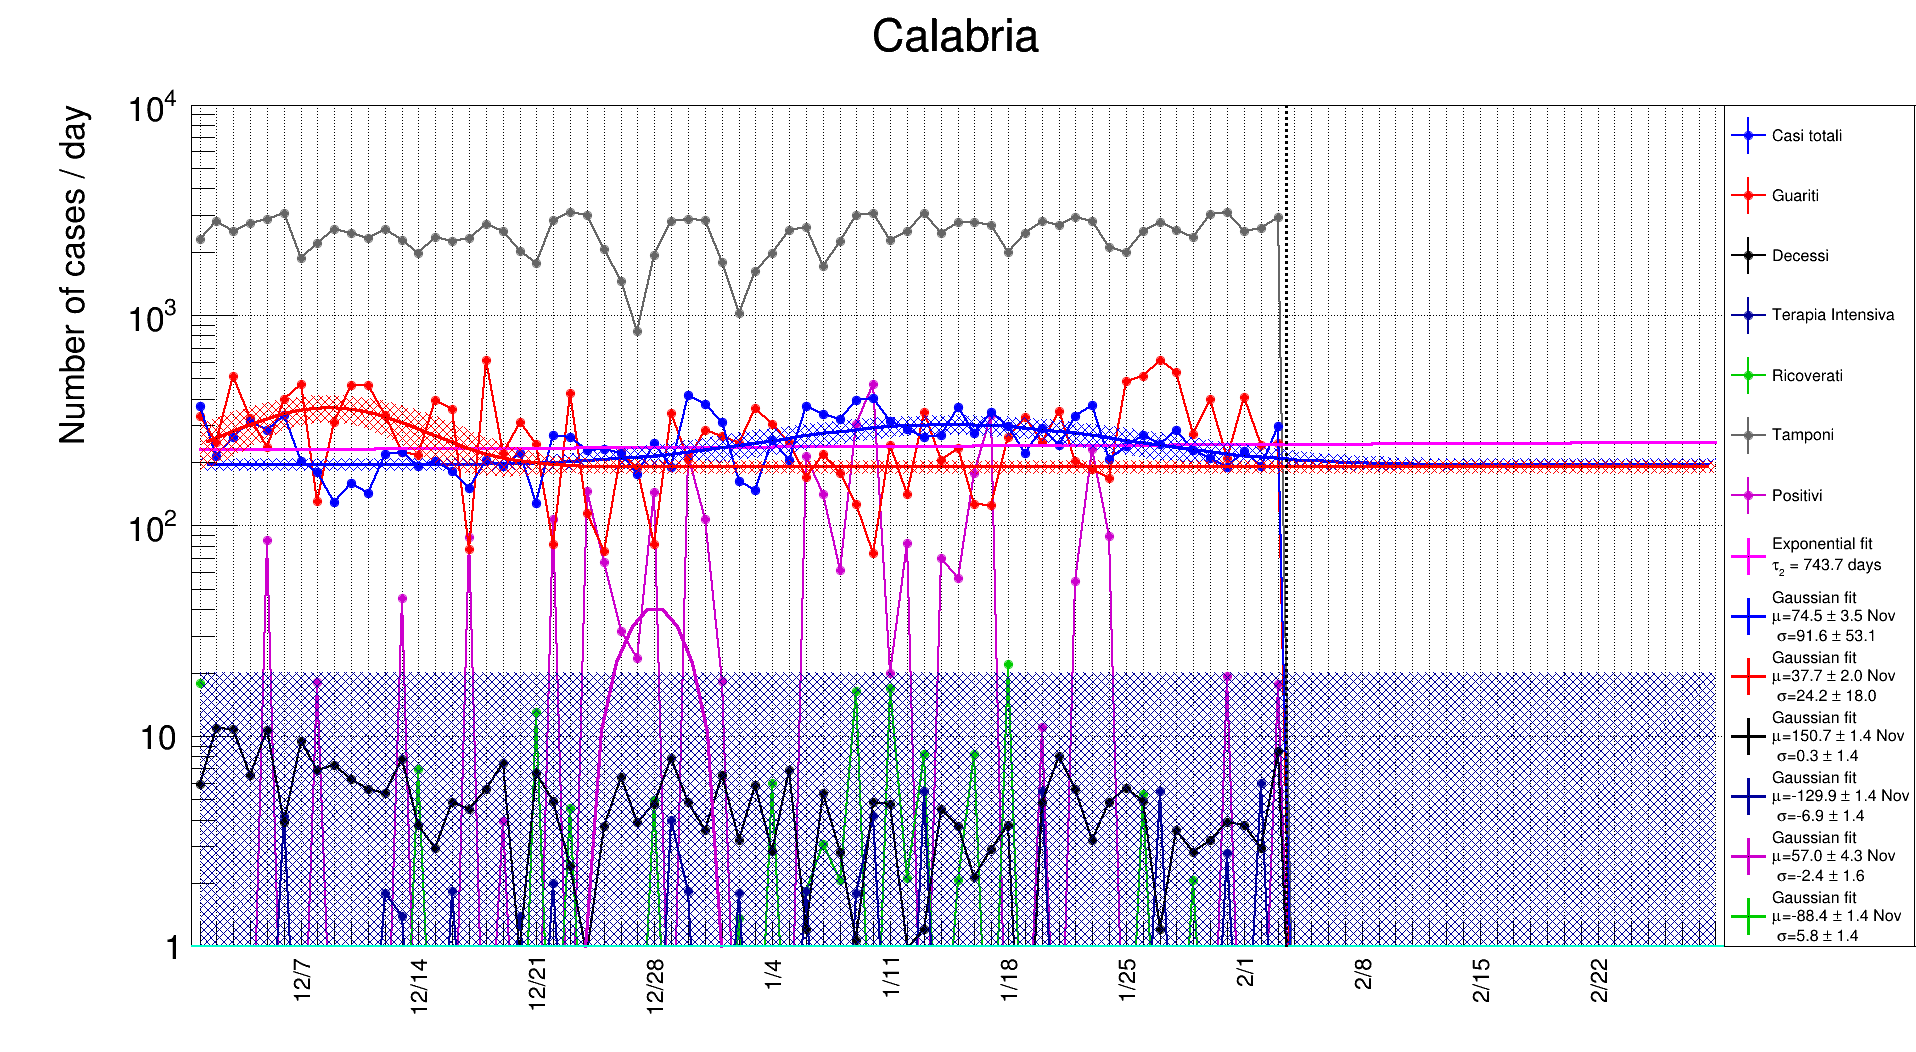 Calabria
Number of cases / day
10^4
10^3
10^2
10
1
12/7
12/14
12/21
12/28
1/4
1/11
1/18
1/25
2/1
2/8
2/15
2/22
Casi totali
Guariti
Decessi
Terapia Intensiva
Ricoverati
Tamponi
Positivi
Exponential fit
τ₂ = 743.7 days
Gaussian fit
μ=74.5 ± 3.5 Nov
σ=91.6 ± 53.1
Gaussian fit
μ=37.7 ± 2.0 Nov
σ=24.2 ± 18.0
Gaussian fit
μ=150.7 ± 1.4 Nov
σ=0.3 ± 1.4
Gaussian fit
μ=-129.9 ± 1.4 Nov
σ=-6.9 ± 1.4
Gaussian fit
μ=57.0 ± 4.3 Nov
σ=-2.4 ± 1.6
Gaussian fit
μ=-88.4 ± 1.4 Nov
σ=5.8 ± 1.4